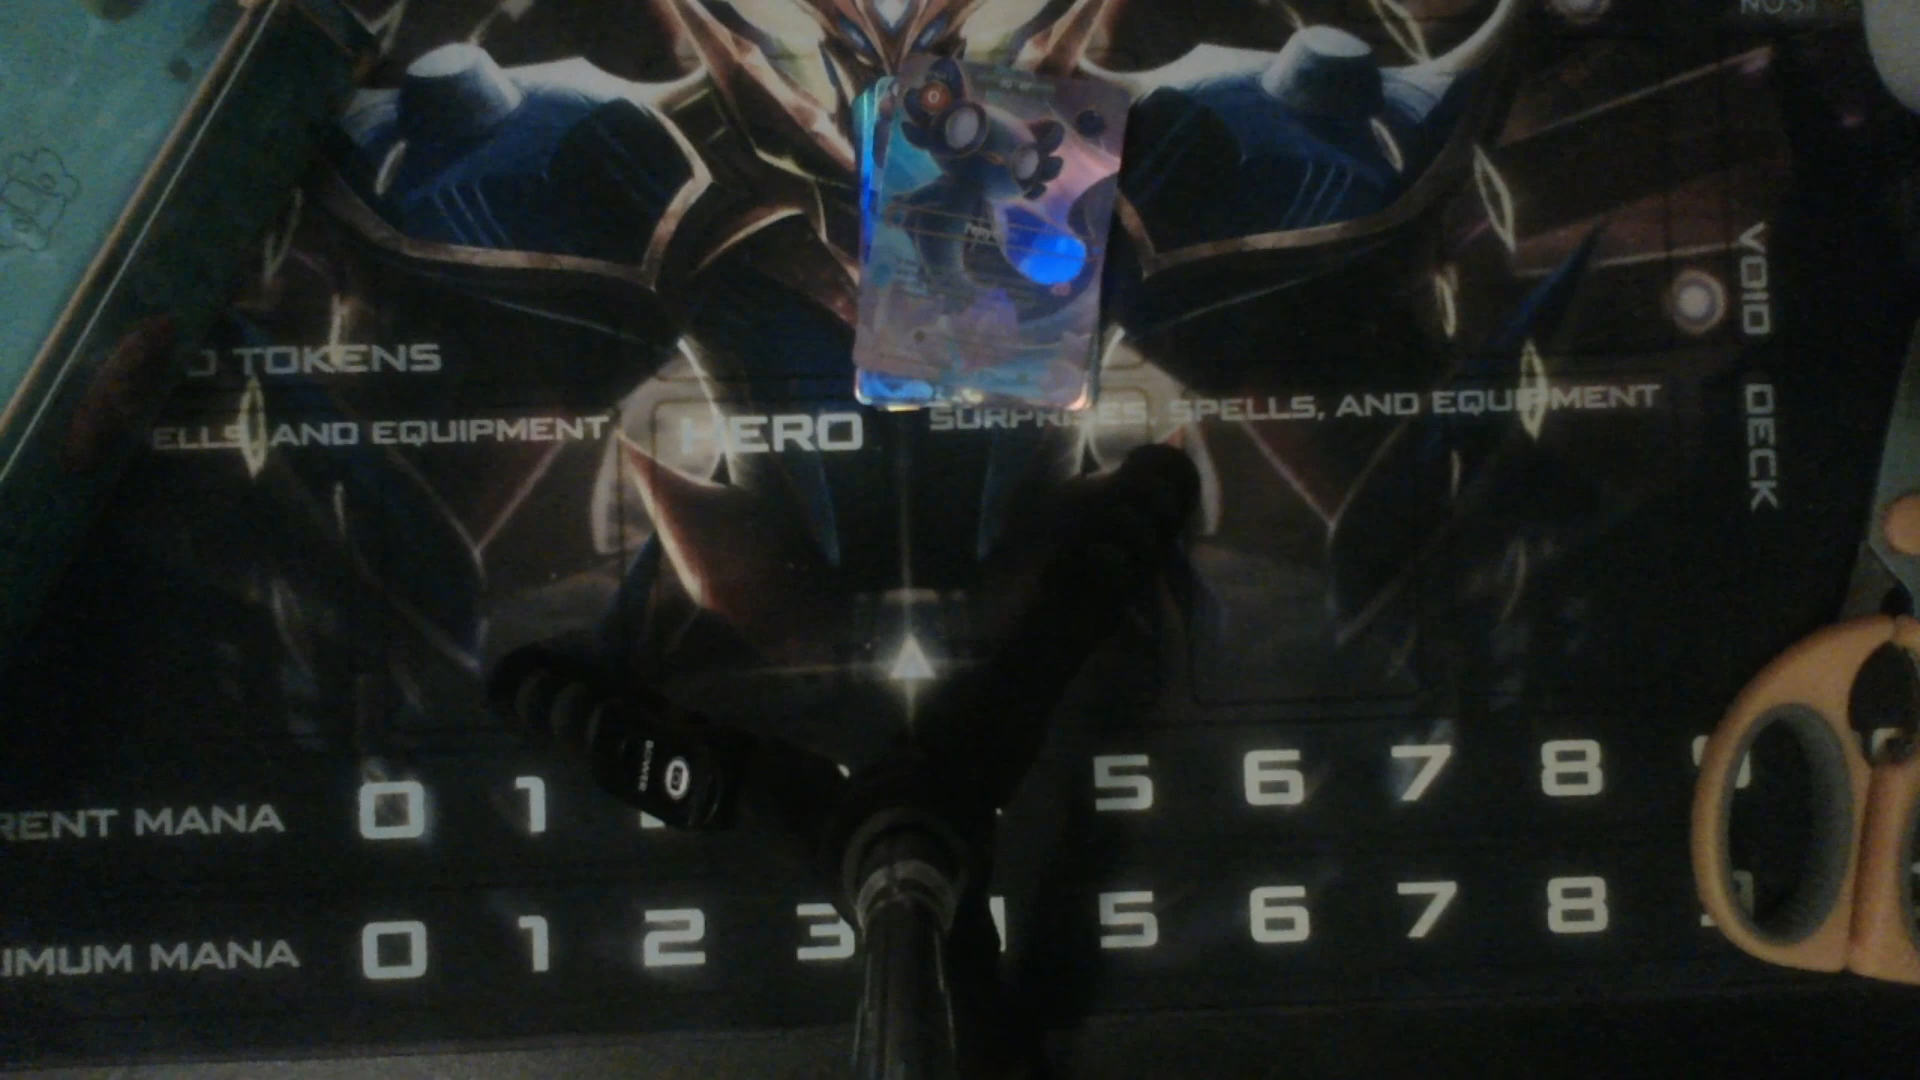 TOKENS
ELLS, AND EQUIPMENT
HERO
SURPRISES, SPELLS, AND EQUIPMENT
VOID DECK
RENT MANA 0 1 5 6 7 8
IMUM MANA 0 1 2 3 5 6 7 8